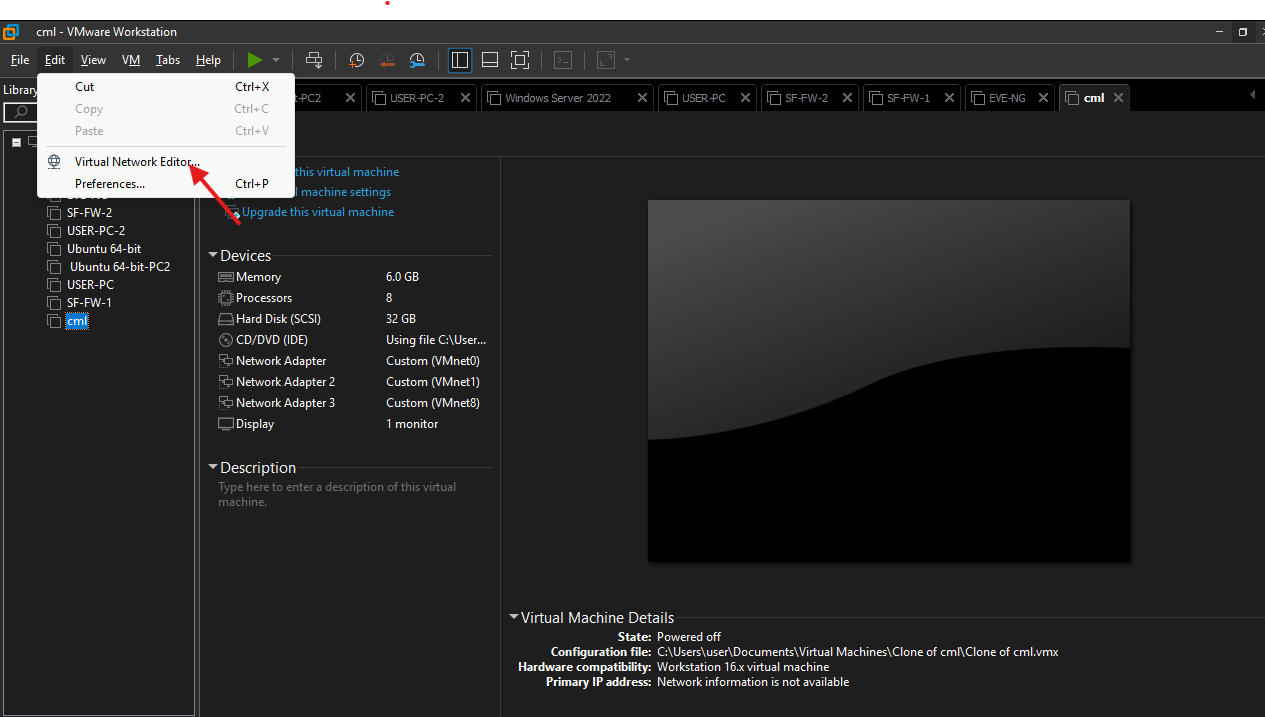 cml - VMware Workstation
File Edit View VM Tabs Help
Library
t-PC2 USER-PC-2 Windows Server 2022 USER-PC SF-FW-2 SF-FW-1 EVE-NG cml
Cut Ctrl+X
Copy Ctrl+C
Paste Ctrl+V
Virtual Network Editor...
Preferences... Ctrl+P
SF-FW-2
USER-PC-2
Ubuntu 64-bit
Ubuntu 64-bit-PC2
USER-PC
SF-FW-1
cml
this virtual machine
machine settings
Upgrade this virtual machine
Devices
Memory 6.0 GB
Processors 8
Hard Disk (SCSI) 32 GB
CD/DVD (IDE) Using file C:\User...
Network Adapter Custom (VMnet0)
Network Adapter 2 Custom (VMnet1)
Network Adapter 3 Custom (VMnet8)
Display 1 monitor
Description
Type here to enter a description of this virtual
machine.
Virtual Machine Details
State: Powered off
Configuration file: C:\Users\user\Documents\Virtual Machines\Clone of cml\Clone of cml.vmx
Hardware compatibility: Workstation 16.x virtual machine
Primary IP address: Network information is not available